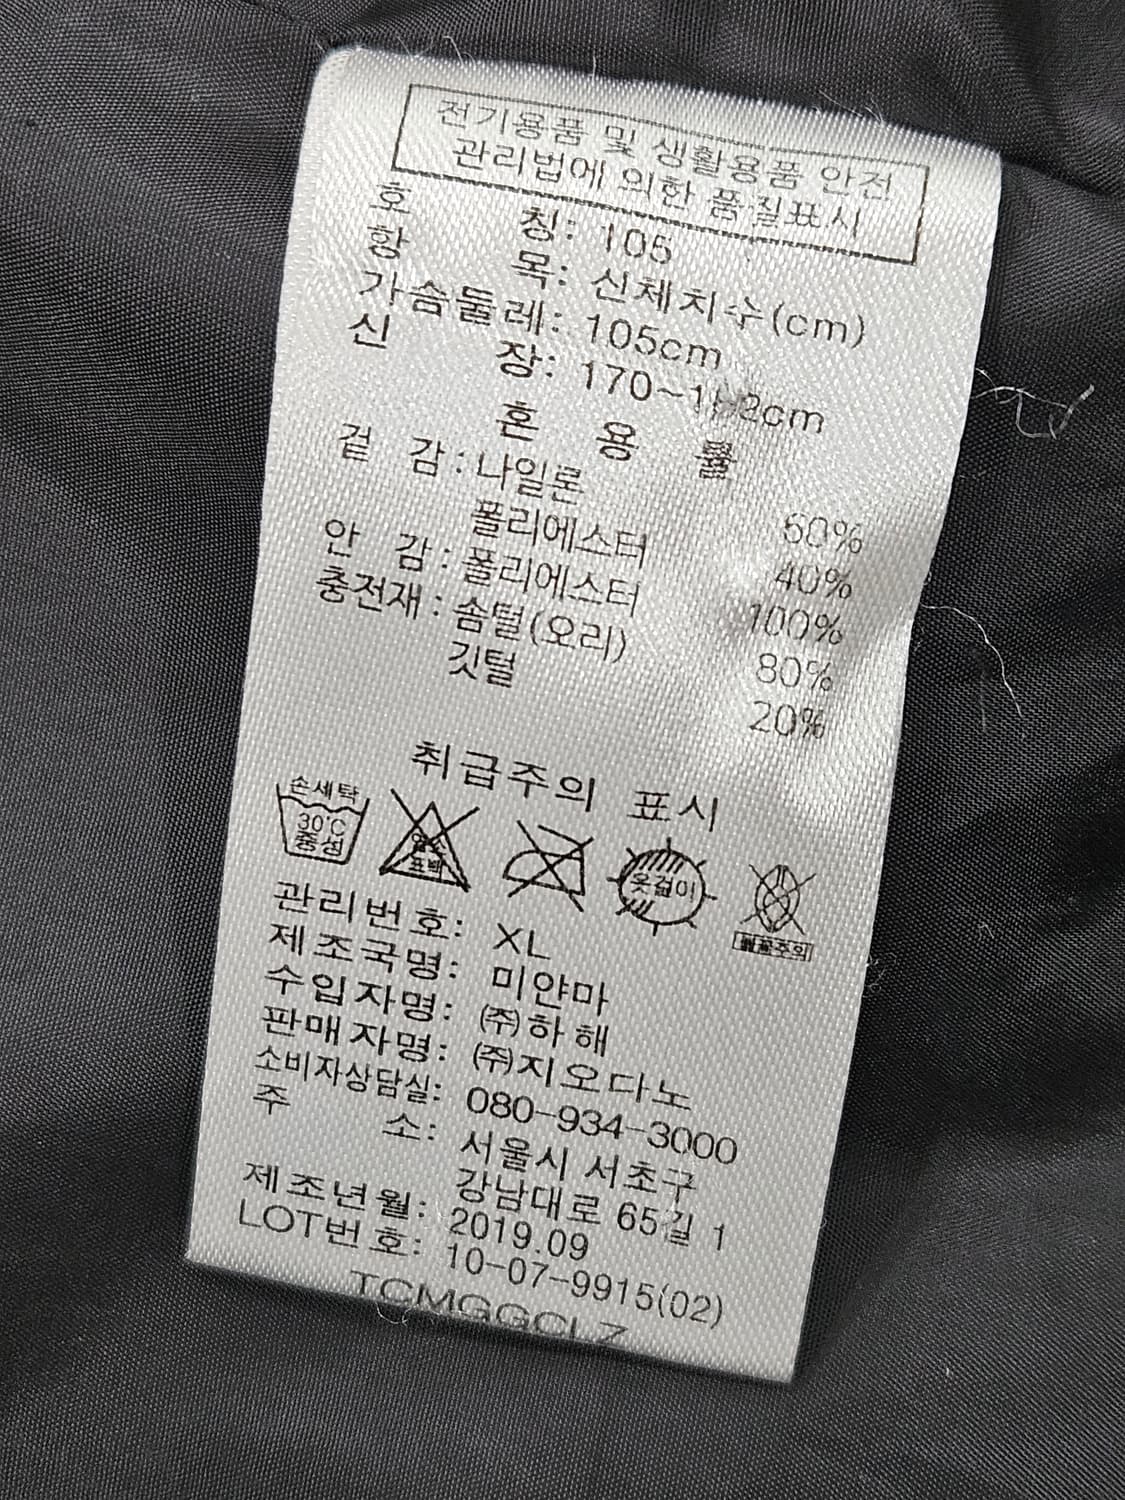 전기용품 및 생활용품 안전
관리법에 의한 품질표시
호 칭: 105
항 목: 신체치수(cm)
가슴둘레: 105cm
신 장: 170~ cm
혼 용 률
겉 감: 나일론 60%
폴리에스터 40%
안 감: 폴리에스터 100%
충전재: 솜털(오리) 80%
깃털 20%
취급주의 표시
손세탁
30℃
중성
표백
옷걸이
관리번호: XL
제조국명: 미얀마
수입자명: (주)하해
판매자명: (주)지오다노
소비자상담실: 080-934-3000
주 소: 서울시 서초구
강남대로 65길 1
제조년월: 2019.09
LOT번호: 10-07-9915(02)